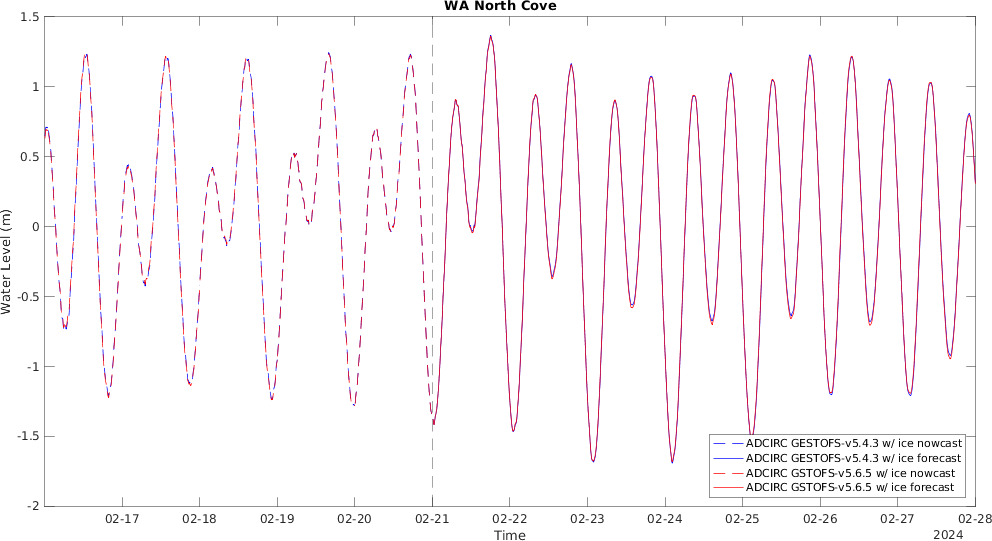 WA North Cove
1.5
1
0.5
0
-0.5
-1
-1.5
-2
Water Level (m)
ADCIRC GESTOFS-v5.4.3 w/ ice nowcast
ADCIRC GESTOFS-v5.4.3 w/ ice forecast
ADCIRC GSTOFS-v5.6.5 w/ ice nowcast
ADCIRC GSTOFS-v5.6.5 w/ ice forecast
02-17 02-18 02-19 02-20 02-21 02-22 02-23 02-24 02-25 02-26 02-27 02-28
Time
2024